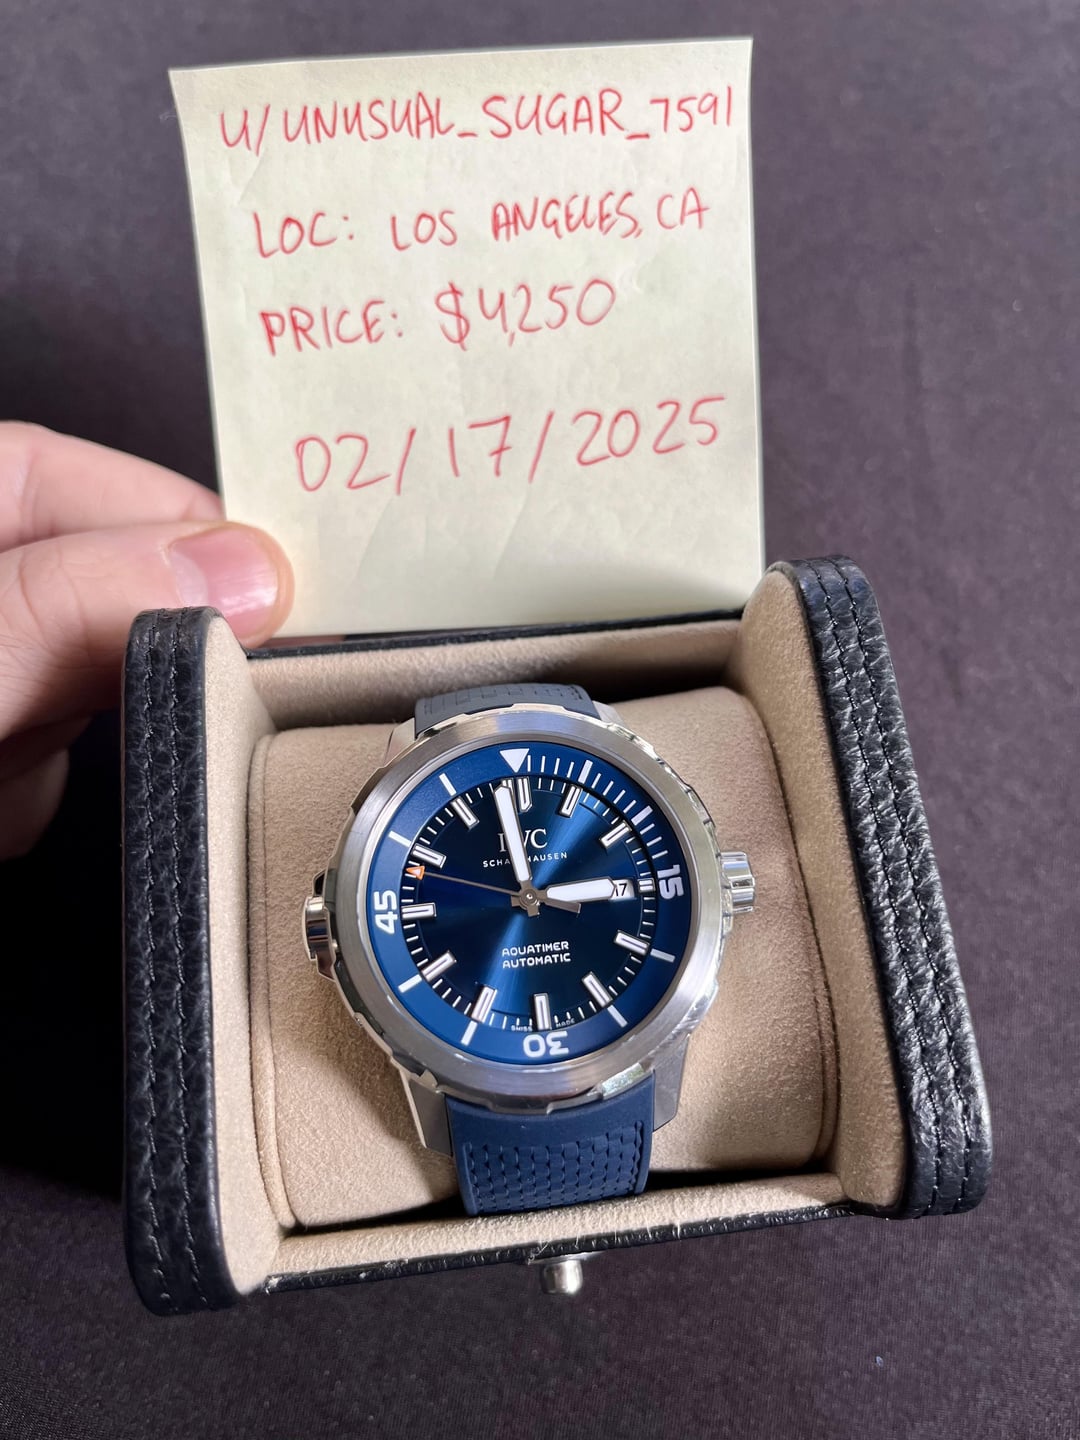 U/UNUSUAL_SUGAR_7591
LOC: LOS ANGELES, CA
PRICE: $4,250
02/17/2025
IWC
SCHAFFHAUSEN
17
15
45
AQUATIMER
AUTOMATIC
SWISS MADE
30